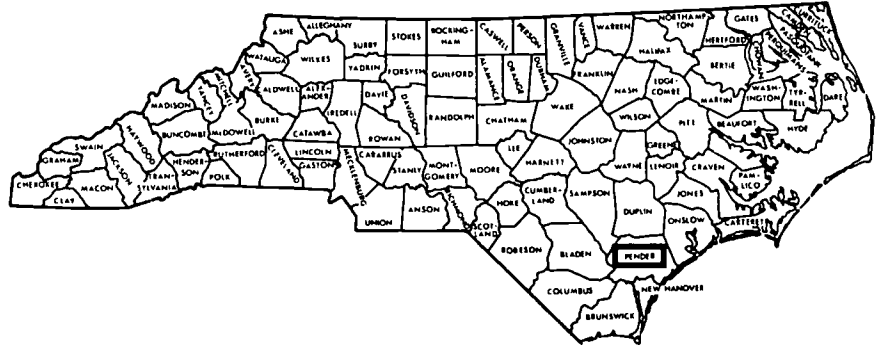 ASHE
ALLEGHANY
SURRY
STOKES
ROCKING-
HAM
CASWELL
PERSON
GRANVILLE
VANCE
WARREN
NORTHAMP
TON
GATES
HERTFORD
CURRITUCK
CAMDEN
PASQUOTANK
PERQUIMANS
CHOWAN
HALIFAX
BERTIE
WATAUGA
WILKES
YADKIN
FORSYTH
GUILFORD
ALAMANCE
ORANGE
DURHAM
FRANKLIN
NASH
EDGE-
COMBE
MARTIN
WASH-
INGTON
TYR-
RELL
DARE
MADISON
YANCEY
MITCHELL
AVERY
CALDWELL
ALEX-
ANDER
IREDELL
DAVIE
DAVIDSON
RANDOLPH
CHATHAM
WAKE
WILSON
PITT
BEAUFORT
HYDE
SWAIN
HAYWOOD
BUNCOMBE
McDOWELL
BURKE
CATAWBA
ROWAN
LEE
JOHNSTON
GREENE
GRAHAM
JACKSON
HENDER-
SON
RUTHERFORD
CLEVELAND
LINCOLN
GASTON
MECKLENBURG
CABARRUS
STANLY
MONT-
GOMERY
MOORE
HARNETT
WAYNE
LENOIR
CRAVEN
PAM-
LICO
CHEROKEE
CLAY
MACON
TRAN-
SYLVANIA
POLK
UNION
ANSON
RICHMOND
SCOT-
LAND
HOKE
CUMBER-
LAND
SAMPSON
DUPLIN
JONES
ONSLOW
CARTERET
ROBESON
BLADEN
PENDER
COLUMBUS
NEW HANOVER
BRUNSWICK